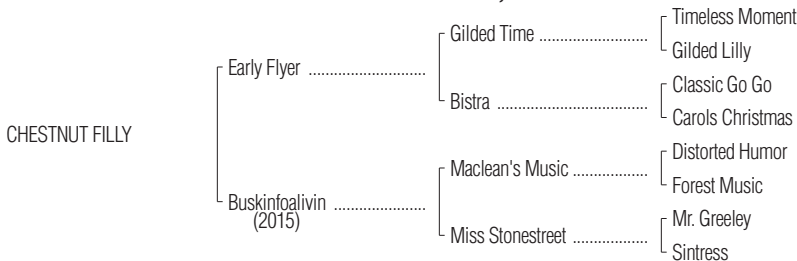 Timeless Moment
Gilded Time ..............................
Gilded Lilly
Early Flyer ................................
Classic Go Go
Bistra .........................................
Carols Christmas
CHESTNUT FILLY
Distorted Humor
Maclean's Music ......................
Forest Music
Buskinfoalivin .........................
(2015)
Mr. Greeley
Miss Stonestreet .....................
Sintress